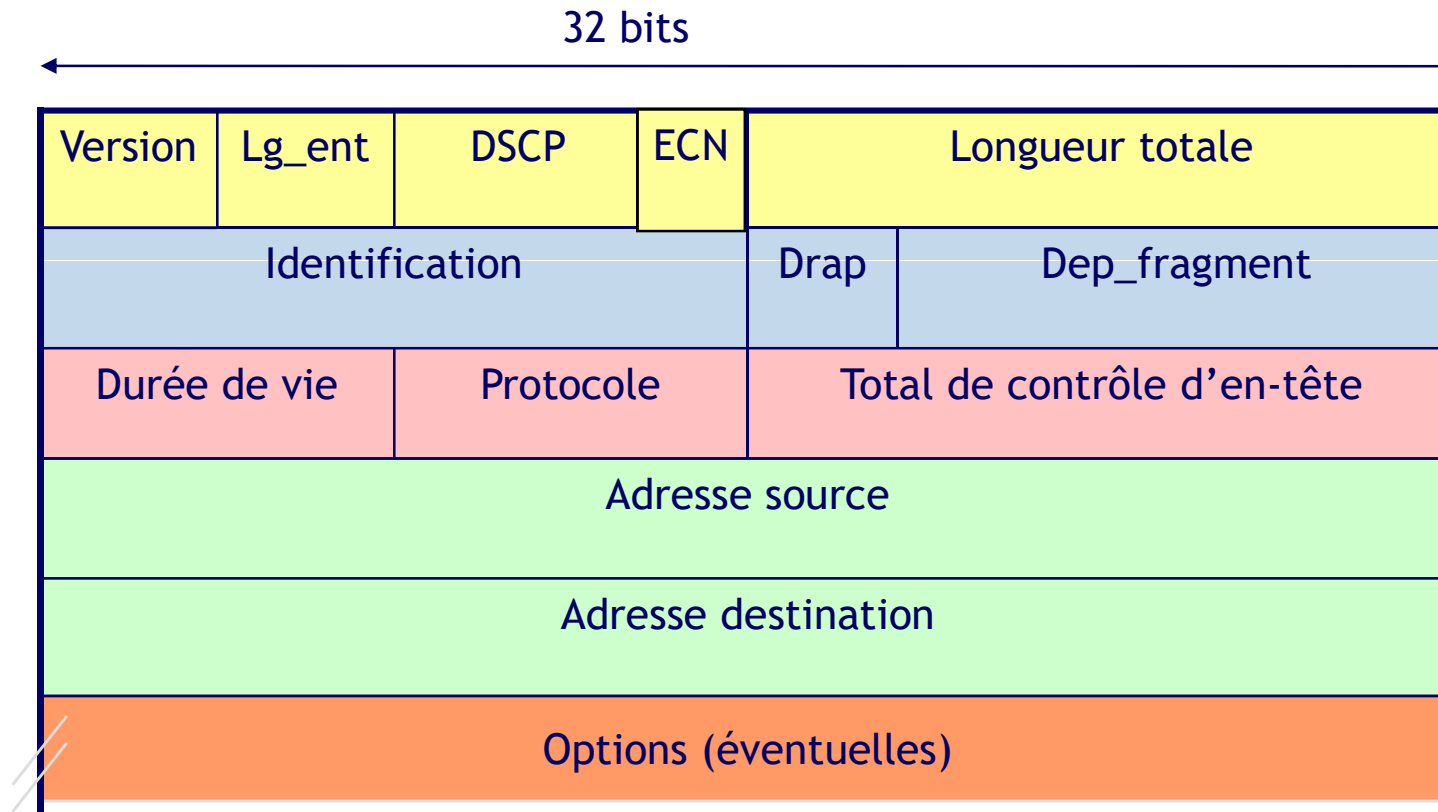 32 bits
Version Lg_ent DSCP ECN Longueur totale
Identification Drap Dep_fragment
Durée de vie Protocole Total de contrôle d’en-tête
Adresse source
Adresse destination
Options (éventuelles)